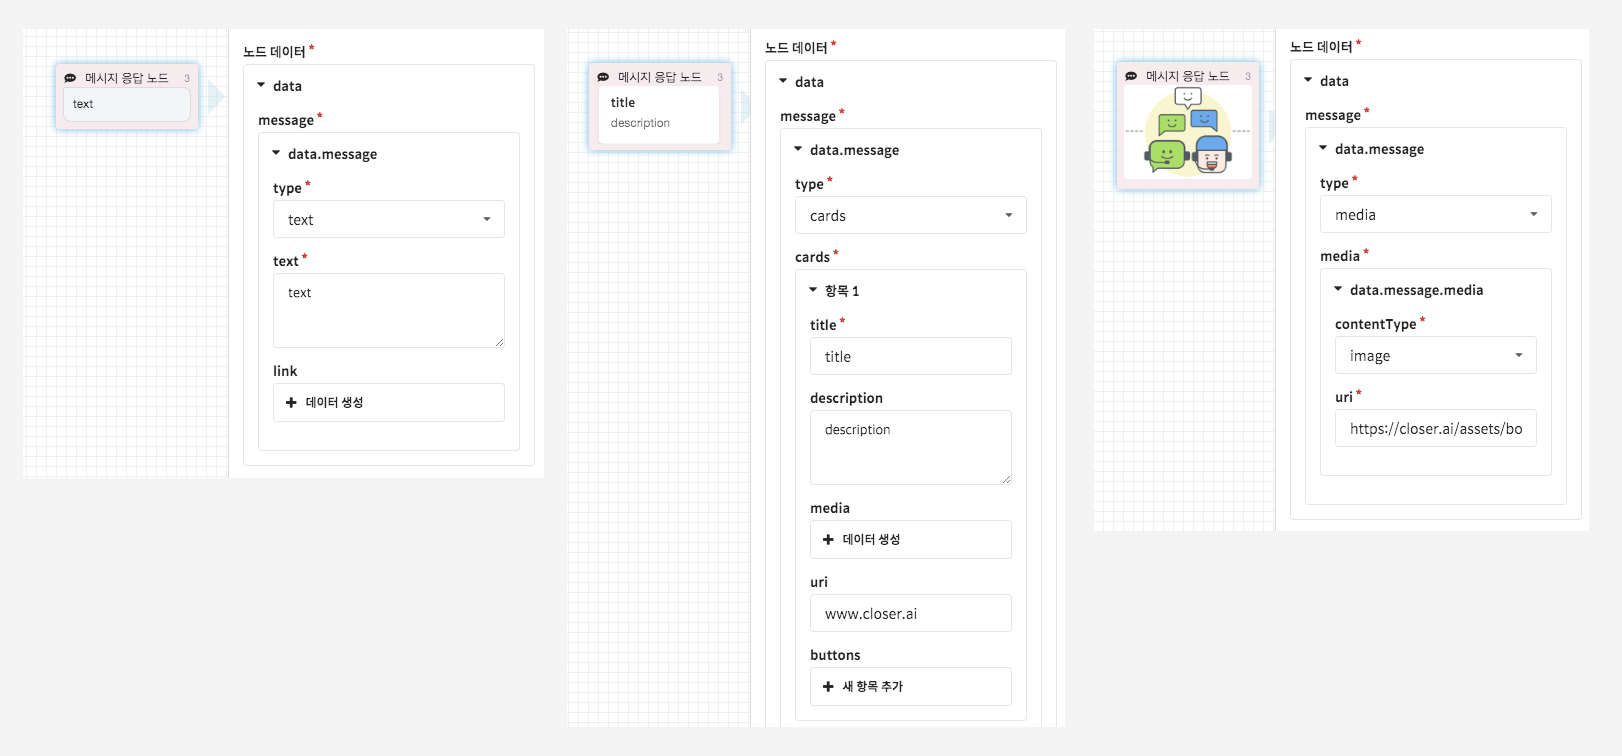 메시지 응답 노드 3
text
노드 데이터 *
data
message *
data.message
type *
text
text *
text
link
데이터 생성
메시지 응답 노드 3
title
description
노드 데이터 *
data
message *
data.message
type *
cards
cards *
항목 1
title *
title
description
description
media
데이터 생성
uri
www.closer.ai
buttons
새 항목 추가
메시지 응답 노드 3
노드 데이터 *
data
message *
data.message
type *
media
media *
data.message.media
contentType *
image
uri *
https://closer.ai/assets/bo